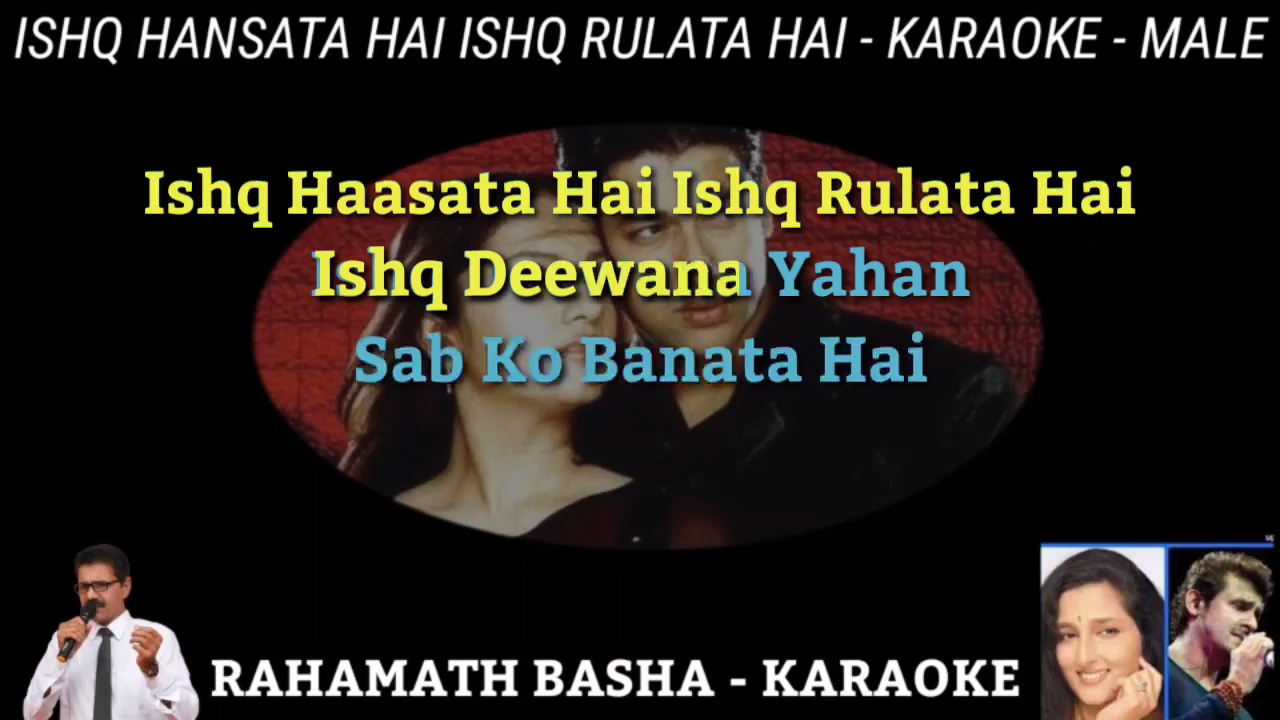 ISHQ HANSATA HAI ISHQ RULATA HAI - KARAOKE - MALE
Ishq Haasata Hai Ishq Rulata Hai
Ishq Deewana Yahan
Sab Ko Banata Hai
RAHAMATH BASHA - KARAOKE